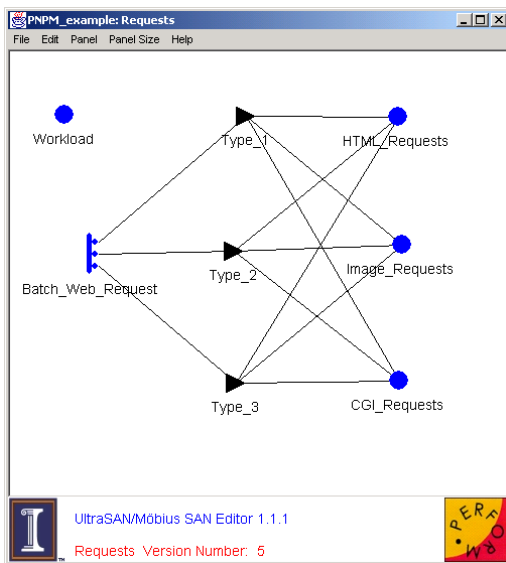 PNPM_example: Requests
File Edit Panel Panel Size Help
Workload
Type_1
HTML_Requests
Batch_Web_Request
Type_2
Image_Requests
Type_3
CGI_Requests
UltraSAN/Möbius SAN Editor 1.1.1
Requests Version Number: 5
TM
PERFORM